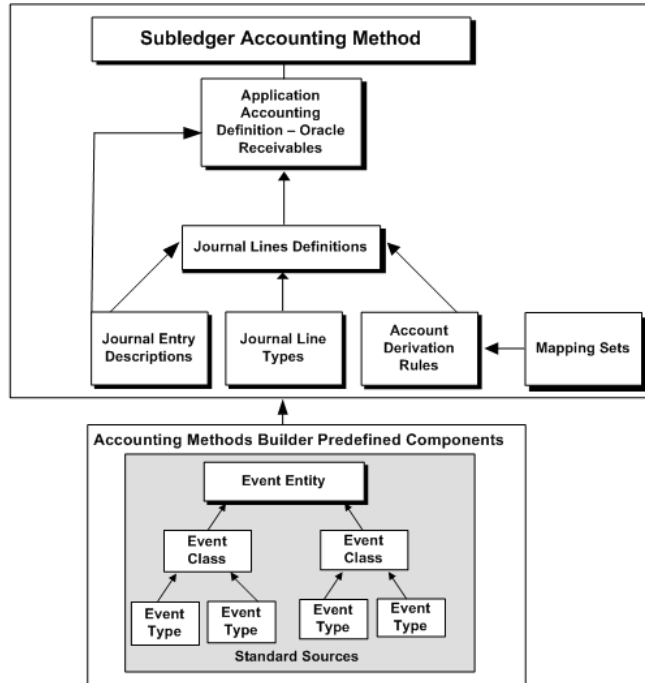 Subledger Accounting Method
Application
Accounting
Definition – Oracle
Receivables
Journal Lines Definitions
Journal Entry
Descriptions
Journal Line
Types
Account
Derivation
Rules
Mapping Sets
Accounting Methods Builder Predefined Components
Event Entity
Event
Class
Event
Class
Event
Type
Event
Type
Event
Type
Event
Type
Standard Sources